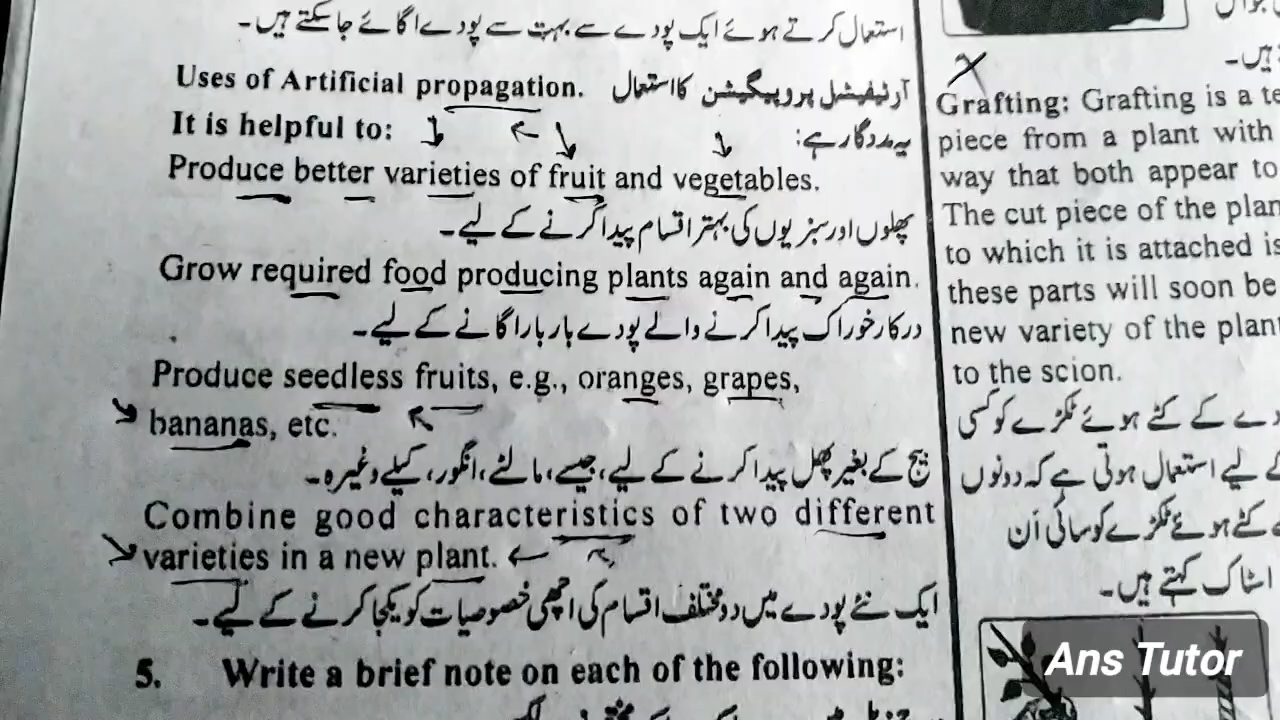 استعمال کرتے ہوئے ایک پودے سے بہت سے پودے اگائے جا سکتے ہیں۔
Uses of Artificial propagation. آرٹیفیشل پروپیگیشن کا استعمال
It is helpful to: یہ مددگار ہے:
Produce better varieties of fruit and vegetables.
پھلوں اور سبزیوں کی بہتر اقسام پیدا کرنے کے لیے۔
Grow required food producing plants again and again.
درکار خوراک پیدا کرنے والے پودے بار بار اگانے کے لیے۔
Produce seedless fruits, e.g., oranges, grapes,
bananas, etc.
بیج کے بغیر پھل پیدا کرنے کے لیے، جیسے، مالٹے، انگور، کیلے وغیرہ۔
Combine good characteristics of two different
varieties in a new plant.
ایک نئے پودے میں دو مختلف اقسام کی اچھی خصوصیات کو یکجا کرنے کے لیے۔
5. Write a brief note on each of the following:
ہیں۔
Grafting: Grafting is a te
piece from a plant with
way that both appear to
The cut piece of the plan
to which it is attached is
these parts will soon be
new variety of the plant
to the scion.
دے کے کٹے ہوئے ٹکڑے کو کسی
کے لیے استعمال ہوتی ہے کہ دونوں
کٹے ہوئے ٹکڑے کو سائی اَن
اسٹاک کہتے ہیں۔
Ans Tutor